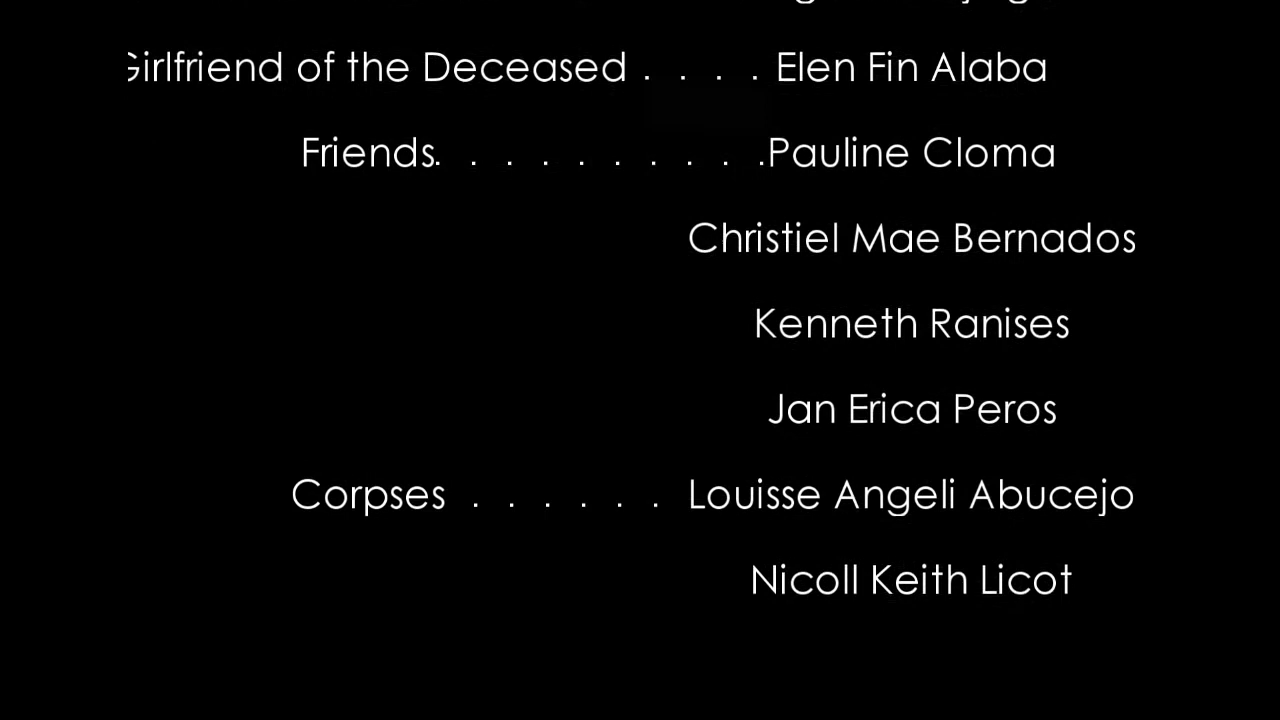 Girlfriend of the Deceased . . . . Elen Fin Alaba
Friends. . . . . . . . . .Pauline Cloma
Christiel Mae Bernados
Kenneth Ranises
Jan Erica Peros
Corpses . . . . . . Louisse Angeli Abucejo
Nicoll Keith Licot